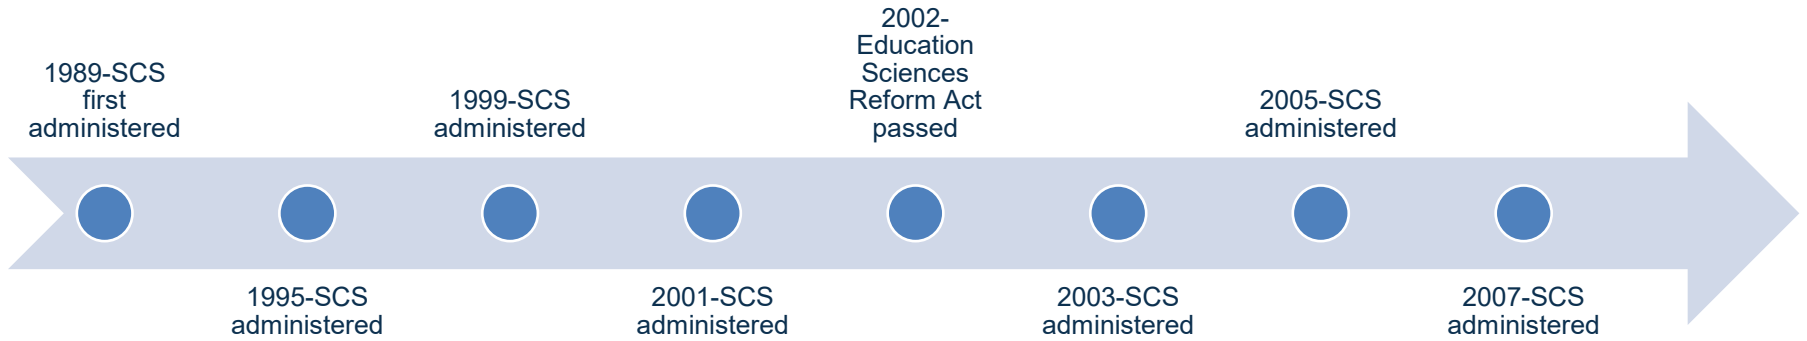 1989-SCS
first
administered
1995-SCS
administered
1999-SCS
administered
2001-SCS
administered
2002-
Education
Sciences
Reform Act
passed
2003-SCS
administered
2005-SCS
administered
2007-SCS
administered